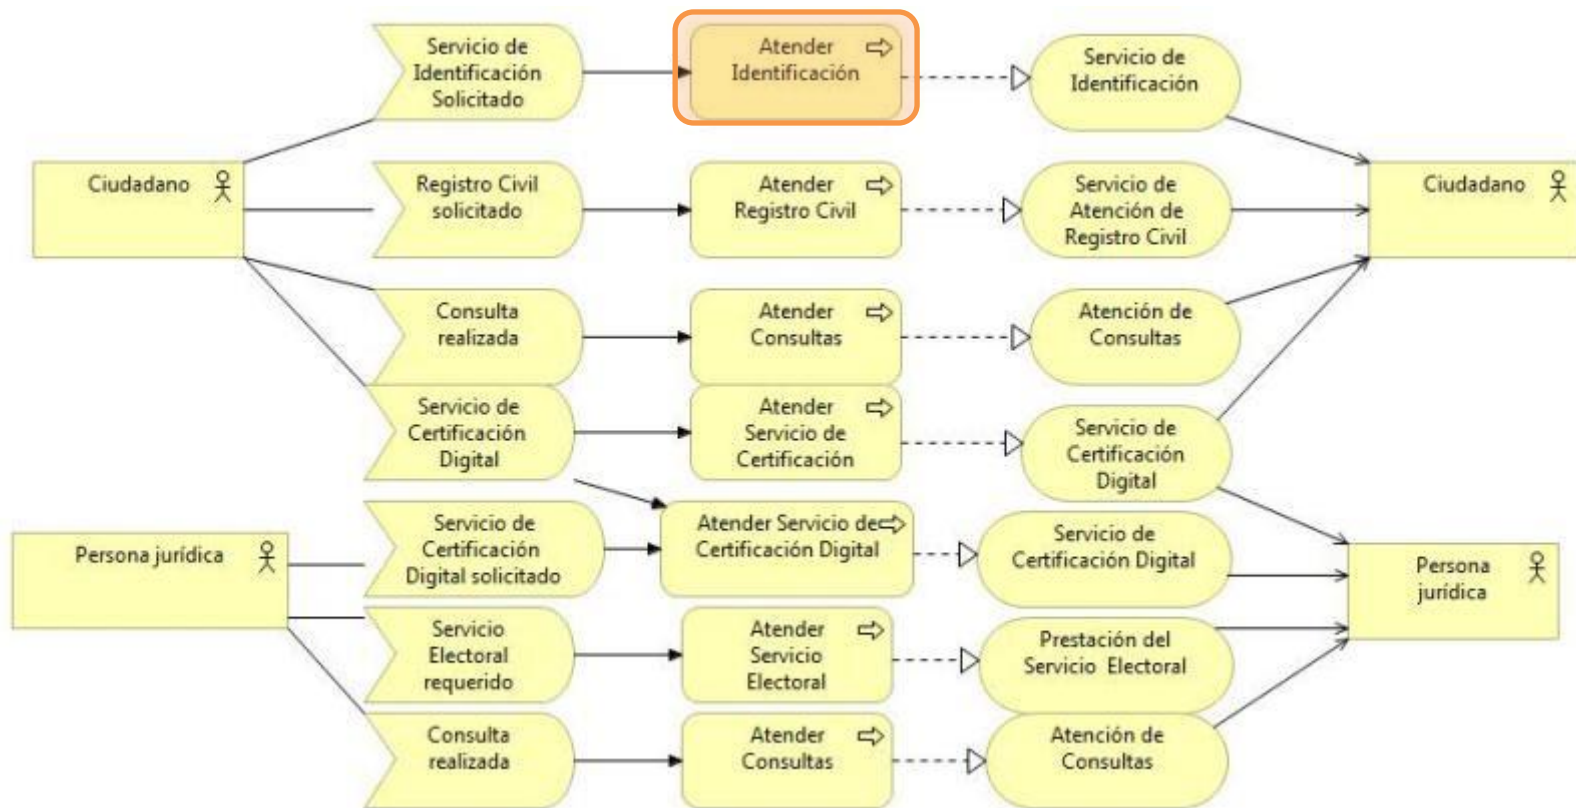 Servicio de
Identificación
Solicitado
Atender
Identificación
Servicio de
Identificación
Ciudadano
Registro Civil
solicitado
Atender
Registro Civil
Servicio de
Atención de
Registro Civil
Ciudadano
Consulta
realizada
Atender
Consultas
Atención de
Consultas
Servicio de
Certificación
Digital
Atender
Servicio de
Certificación
Servicio de
Certificación
Digital
Persona jurídica
Servicio de
Certificación
Digital solicitado
Atender Servicio de
Certificación Digital
Servicio de
Certificación Digital
Persona
jurídica
Servicio
Electoral
requerido
Atender
Servicio
Electoral
Prestación del
Servicio Electoral
Consulta
realizada
Atender
Consultas
Atención de
Consultas